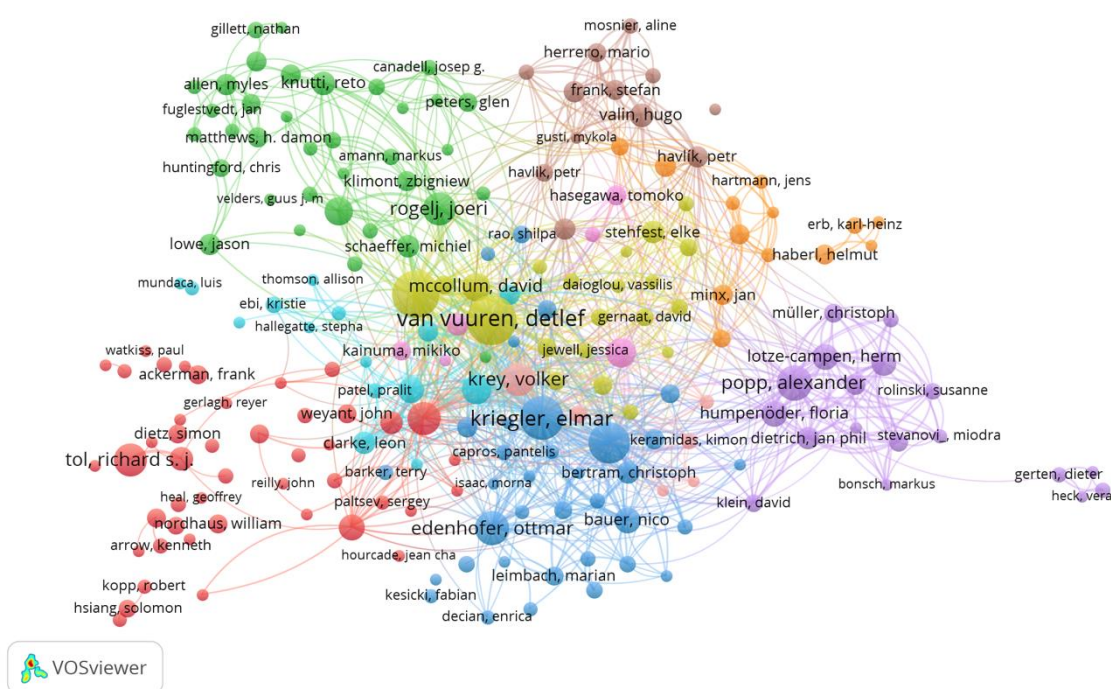 mosnier, aline
gillett, nathan
herrero, mario
canadell, josep g.
allen, myles
knutti, reto
frank, stefan
peters, glen
fuglestvedt, jan
valin, hugo
matthews, h. damon
gusti, mykola
amann, markus
havlík, petr
huntingford, chris
havlik, petr
klimont, zbigniew
hartmann, jens
velders, guus j. m
hasegawa, tomoko
rogelj, joeri
erb, karl-heinz
rao, shilpa
stehfest, elke
lowe, jason
schaeffer, michiel
haberl, helmut
mundaca, luis
thomson, allison
mccollum, david
daioglou, vassilis
minx, jan
ebi, kristie
van vuuren, detlef
gernaat, david
müller, christoph
hallegatte, stepha
watkiss, paul
kainuma, mikiko
jewell, jessica
lotze-campen, herm
ackerman, frank
krey, volker
popp, alexander
patel, pralit
rolinski, susanne
gerlagh, reyer
weyant, john
kriegler, elmar
humpenöder, floria
dietz, simon
clarke, leon
keramidas, kimon
dietrich, jan phil
stevanovi_, miodra
tol, richard s. j.
capros, pantelis
barker, terry
bertram, christoph
gerten, dieter
reilly, john
isaac, morna
bonsch, markus
heck, vera
heal, geoffrey
paltsev, sergey
klein, david
nordhaus, william
edenhofer, ottmar
bauer, nico
arrow, kenneth
hourcade, jean cha
leimbach, marian
kopp, robert
kesicki, fabian
hsiang, solomon
decian, enrica
VOSviewer